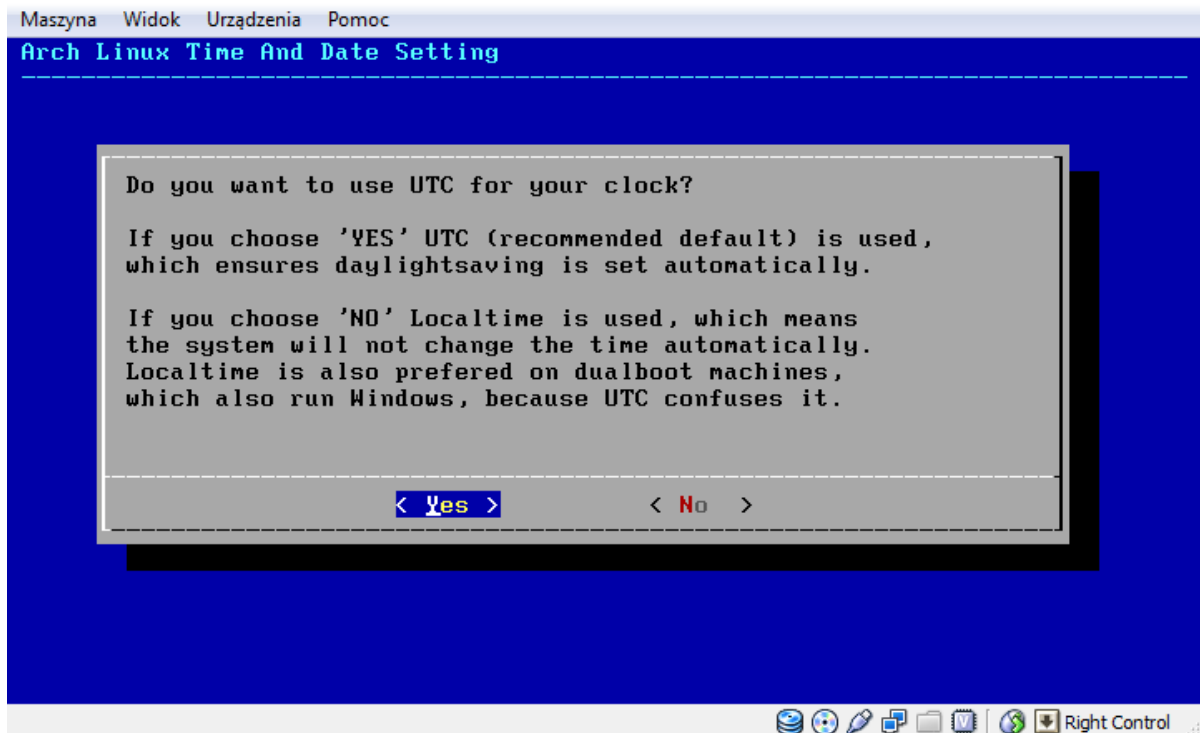 Maszyna Widok Urządzenia Pomoc
Arch Linux Time And Date Setting
Do you want to use UTC for your clock?
If you choose 'YES' UTC (recommended default) is used,
which ensures daylightsaving is set automatically.
If you choose 'NO' Localtime is used, which means
the system will not change the time automatically.
Localtime is also prefered on dualboot machines,
which also run Windows, because UTC confuses it.
< Yes > < No >
Right Control